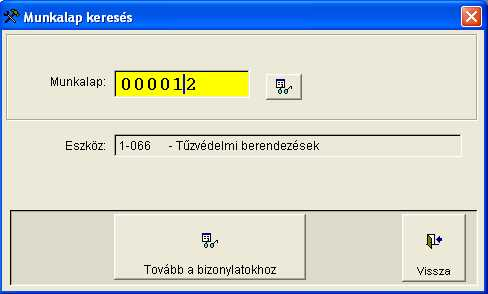 Munkalap keresés
Munkalap: 000012
Eszköz: 1-066 - Tűzvédelmi berendezések
Tovább a bizonylatokhoz
Vissza